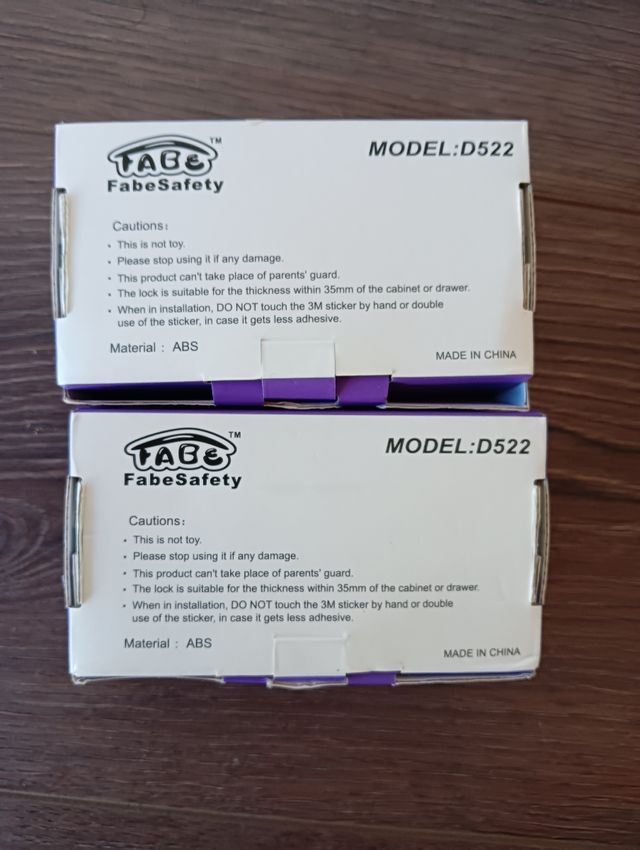 FABE™
FabeSafety
MODEL:D522
Cautions:
• This is not toy.
• Please stop using it if any damage.
• This product can't take place of parents' guard.
• The lock is suitable for the thickness within 35mm of the cabinet or drawer.
• When in installation, DO NOT touch the 3M sticker by hand or double
use of the sticker, in case it gets less adhesive.
Material : ABS
MADE IN CHINA
FABE™
FabeSafety
MODEL:D522
Cautions:
• This is not toy.
• Please stop using it if any damage.
• This product can't take place of parents' guard.
• The lock is suitable for the thickness within 35mm of the cabinet or drawer.
• When in installation, DO NOT touch the 3M sticker by hand or double
use of the sticker, in case it gets less adhesive.
Material : ABS
MADE IN CHINA